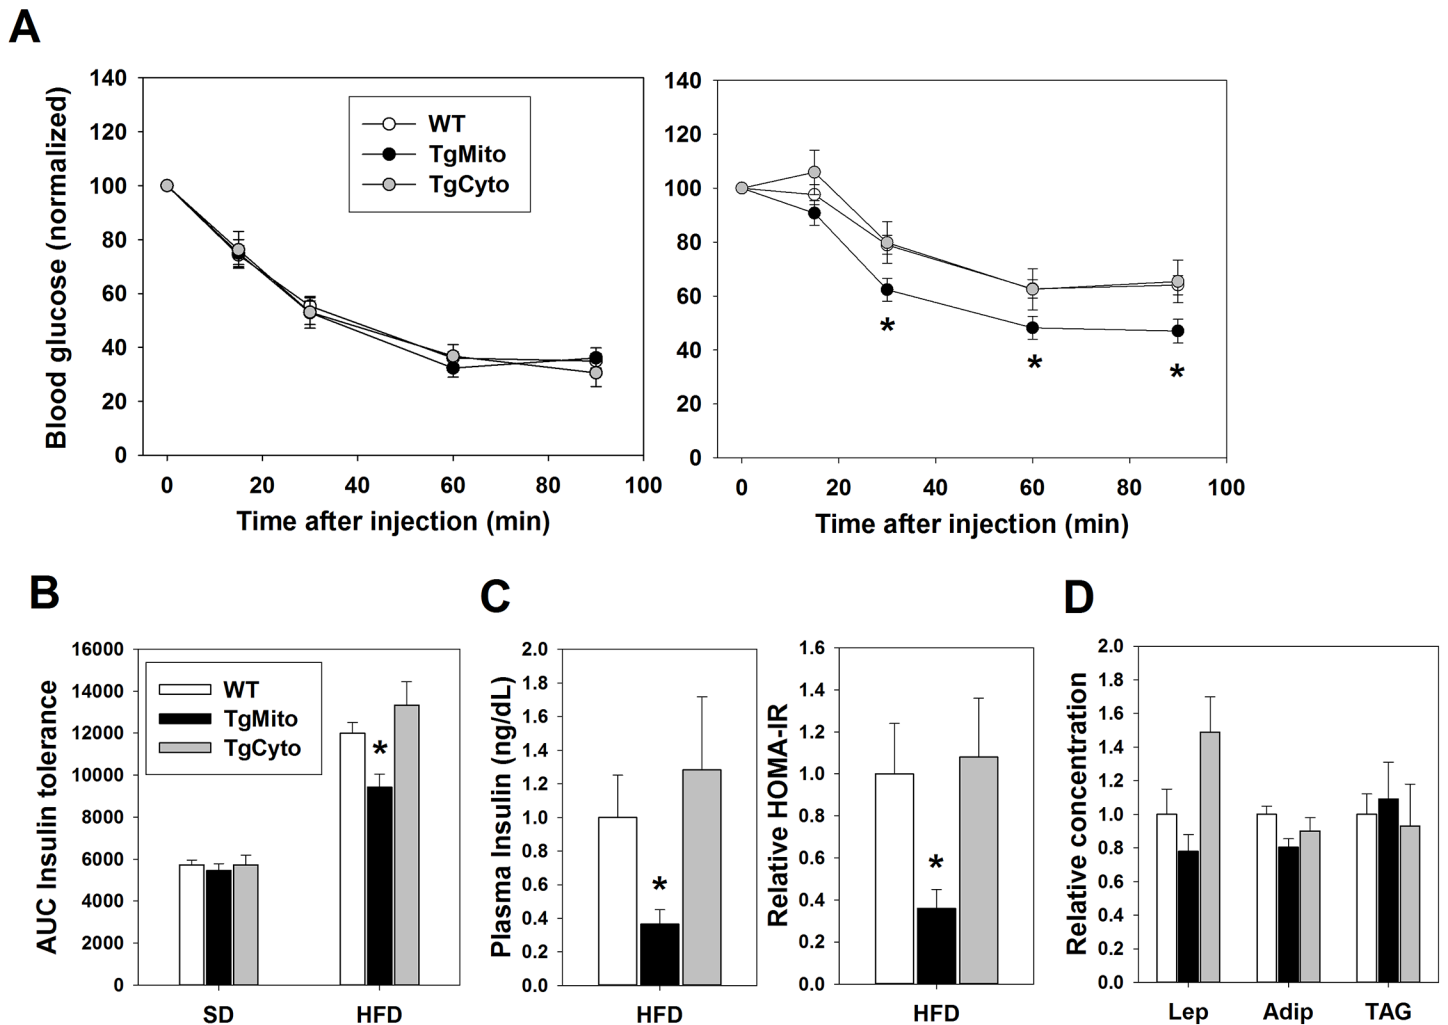 A
Blood glucose (normalized)
140
120
100
80
60
40
20
0
WT
TgMito
TgCyto
0 20 40 60 80 100
Time after injection (min)
140
120
100
80
60
40
20
0
*
*
*
0 20 40 60 80 100
Time after injection (min)
B
AUC Insulin tolerance
16000
14000
12000
10000
8000
6000
4000
2000
0
WT
TgMito
TgCyto
*
SD HFD
C
Plasma Insulin (ng/dL)
2.0
1.8
1.6
1.4
1.2
1.0
0.8
0.6
0.4
0.2
0.0
*
HFD
Relative HOMA-IR
1.6
1.4
1.2
1.0
0.8
0.6
0.4
0.2
0.0
*
HFD
D
Relative concentration
2.0
1.8
1.6
1.4
1.2
1.0
0.8
0.6
0.4
0.2
0.0
Lep Adip TAG